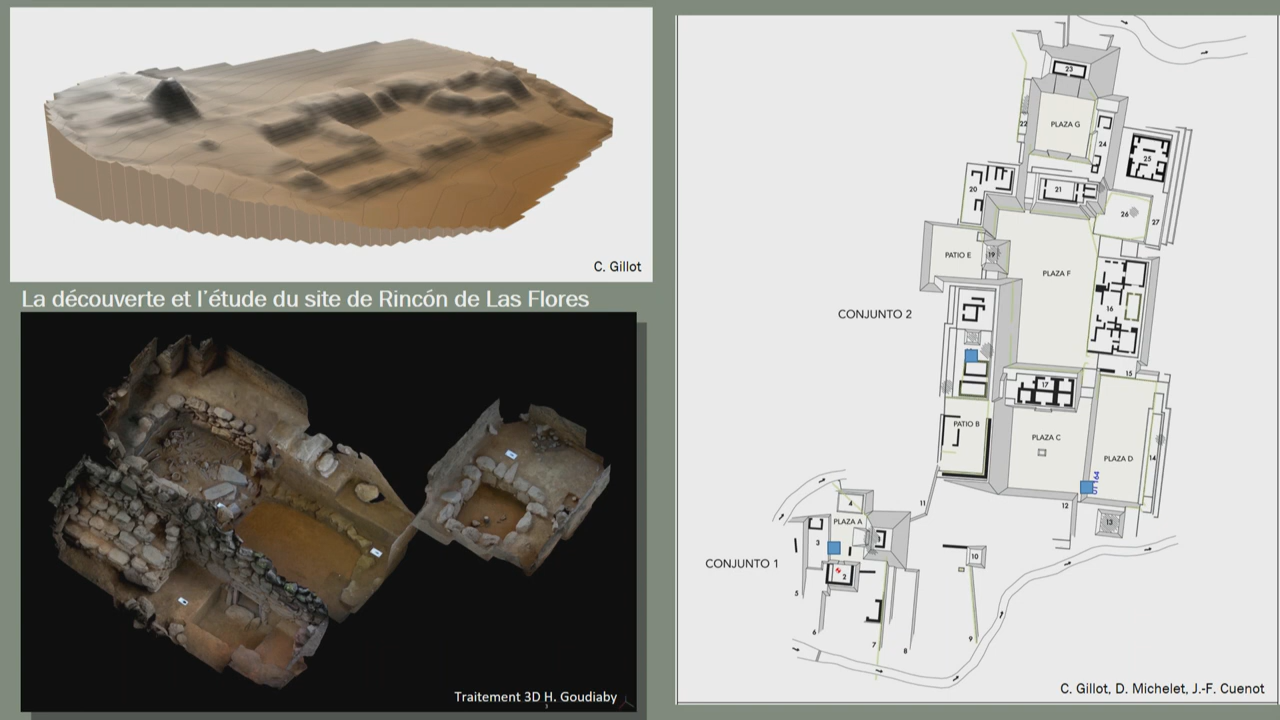 C. Gillot
La découverte et l'étude du site de Rincón de Las Flores
Traitement 3D H. Goudiaby
23
PLAZA G
22
24
25
20
21
26
27
PATIO E
19
PLAZA F
16
CONJUNTO 2
15
17
PATIO B
PLAZA C
PLAZA D
14
11
12
13
4
PLAZA A
3
2
10
CONJUNTO 1
5
6
7
8
9
C. Gillot, D. Michelet, J.-F. Cuenot